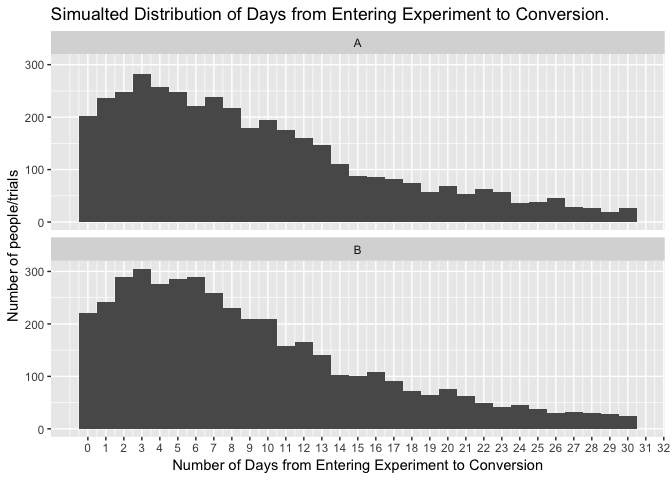 Simualted Distribution of Days from Entering Experiment to Conversion.
A
300
200
100
0
B
300
200
100
0
Number of people/trials
0 1 2 3 4 5 6 7 8 9 10 11 12 13 14 15 16 17 18 19 20 21 22 23 24 25 26 27 28 29 30 31 32
Number of Days from Entering Experiment to Conversion